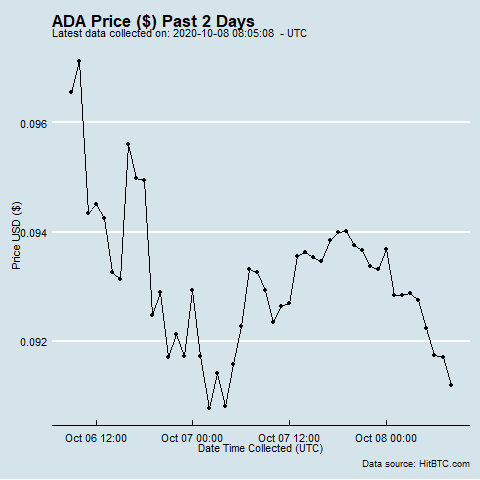 ADA Price ($) Past 2 Days
Latest data collected on: 2020-10-08 08:05:08 - UTC
0.096
0.094
0.092
Price USD ($)
Oct 06 12:00 Oct 07 00:00 Oct 07 12:00 Oct 08 00:00
Date Time Collected (UTC)
Data source: HitBTC.com